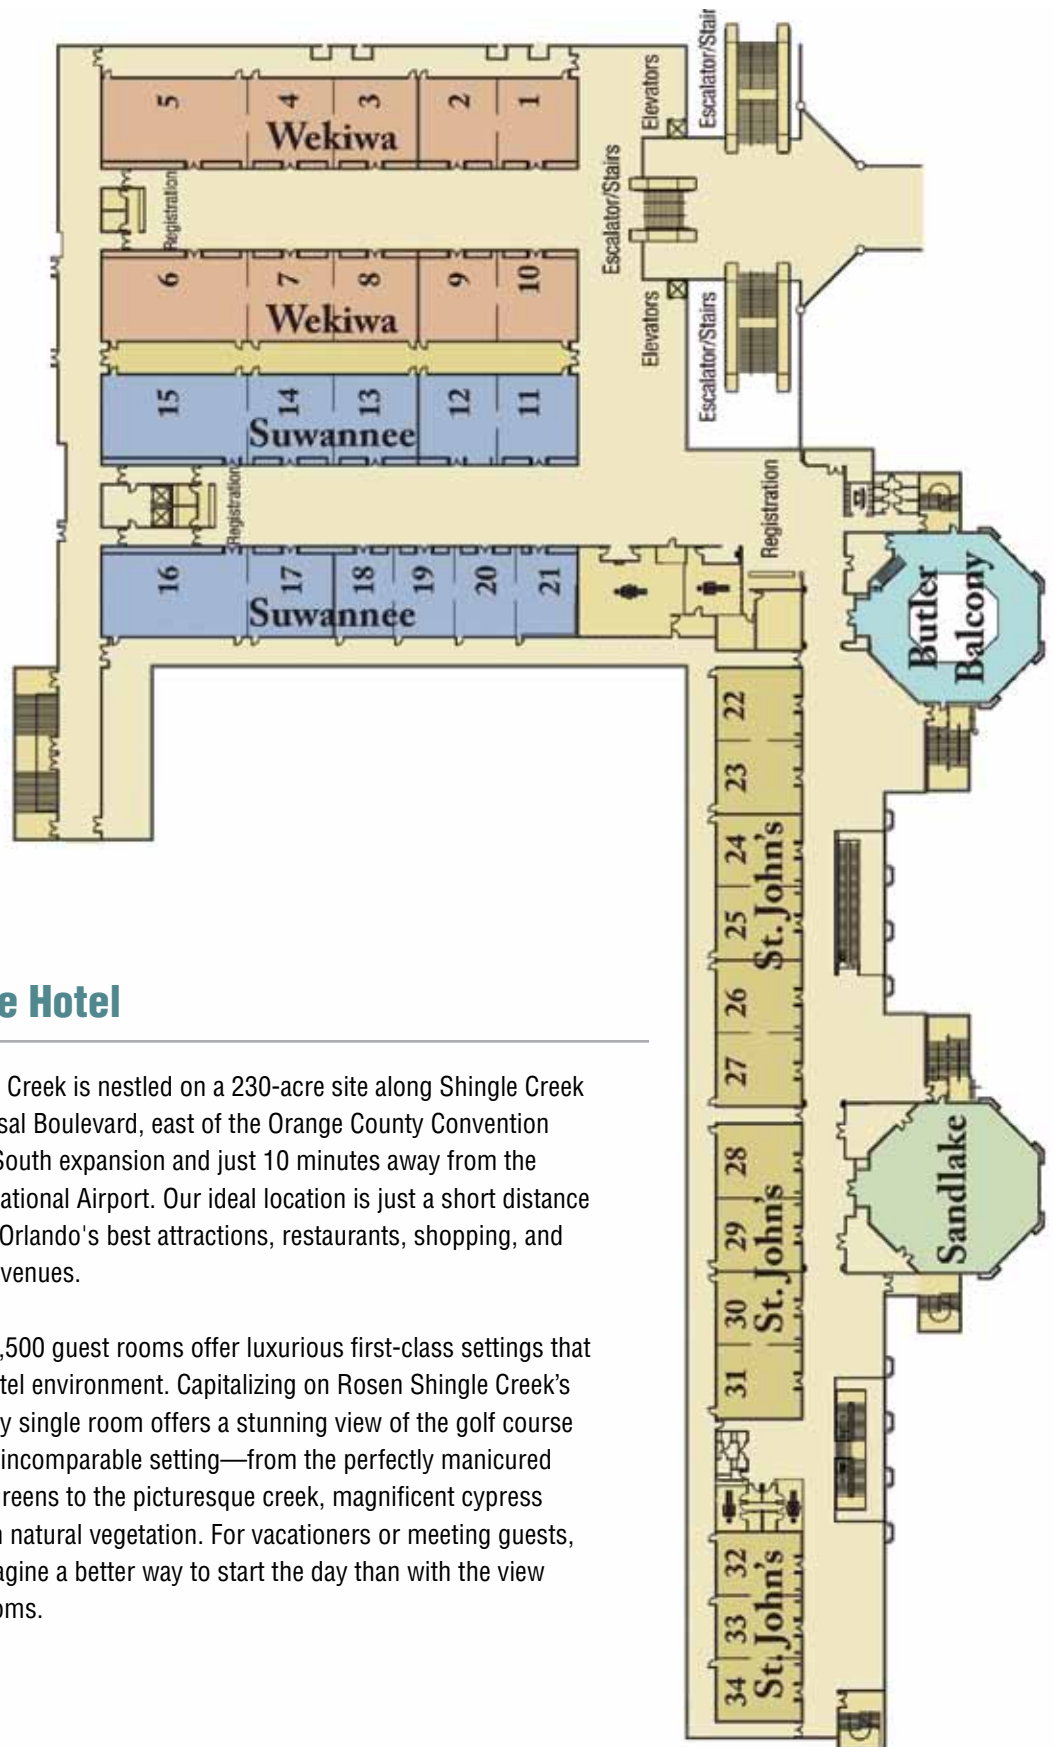 5
4
3
2
1
Wekiwa
Elevators
Escalator/Stair
Escalator/Stairs
Registration
6
7
8
9
10
Wekiwa
Elevators
Escalator/Stairs
15
14
13
12
11
Suwannee
Registration
Registration
16
17
18
19
20
21
Suwannee
Butler
Balcony
22
23
24
25
St. John's
26
27
28
29
30
St. John's
31
Sandlake
32
33
34
St. John's
e Hotel
Creek is nestled on a 230-acre site along Shingle Creek
sal Boulevard, east of the Orange County Convention
South expansion and just 10 minutes away from the
ational Airport. Our ideal location is just a short distance
Orlando's best attractions, restaurants, shopping, and
venues.
,500 guest rooms offer luxurious first-class settings that
tel environment. Capitalizing on Rosen Shingle Creek’s
y single room offers a stunning view of the golf course
incomparable setting—from the perfectly manicured
reens to the picturesque creek, magnificent cypress
n natural vegetation. For vacationers or meeting guests,
agine a better way to start the day than with the view
oms.